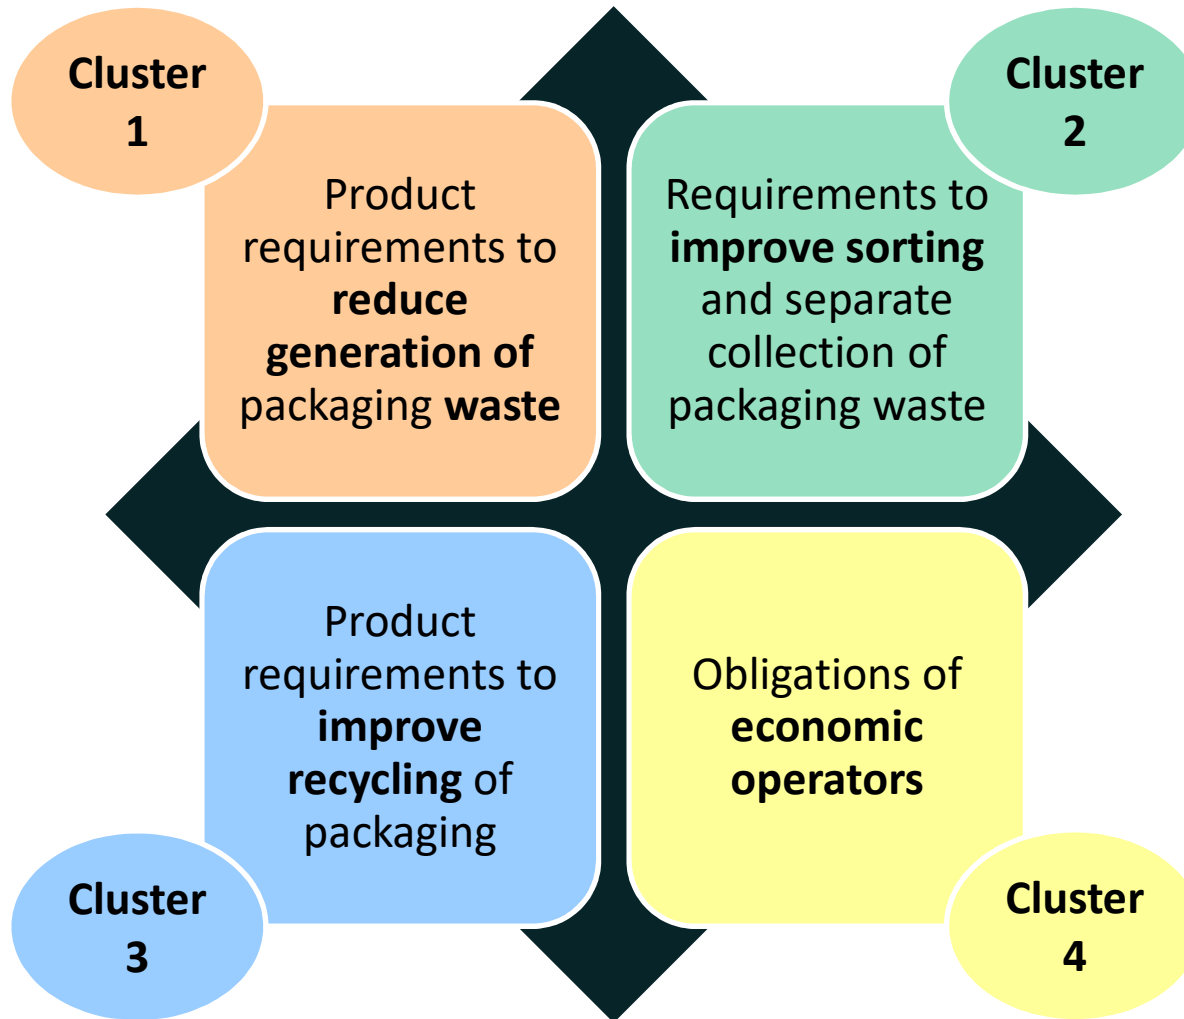 Cluster
1
Product
requirements to
reduce
generation of
packaging waste
Cluster
2
Requirements to
improve sorting
and separate
collection of
packaging waste
Product
requirements to
improve
recycling of
packaging
Cluster
3
Obligations of
economic
operators
Cluster
4